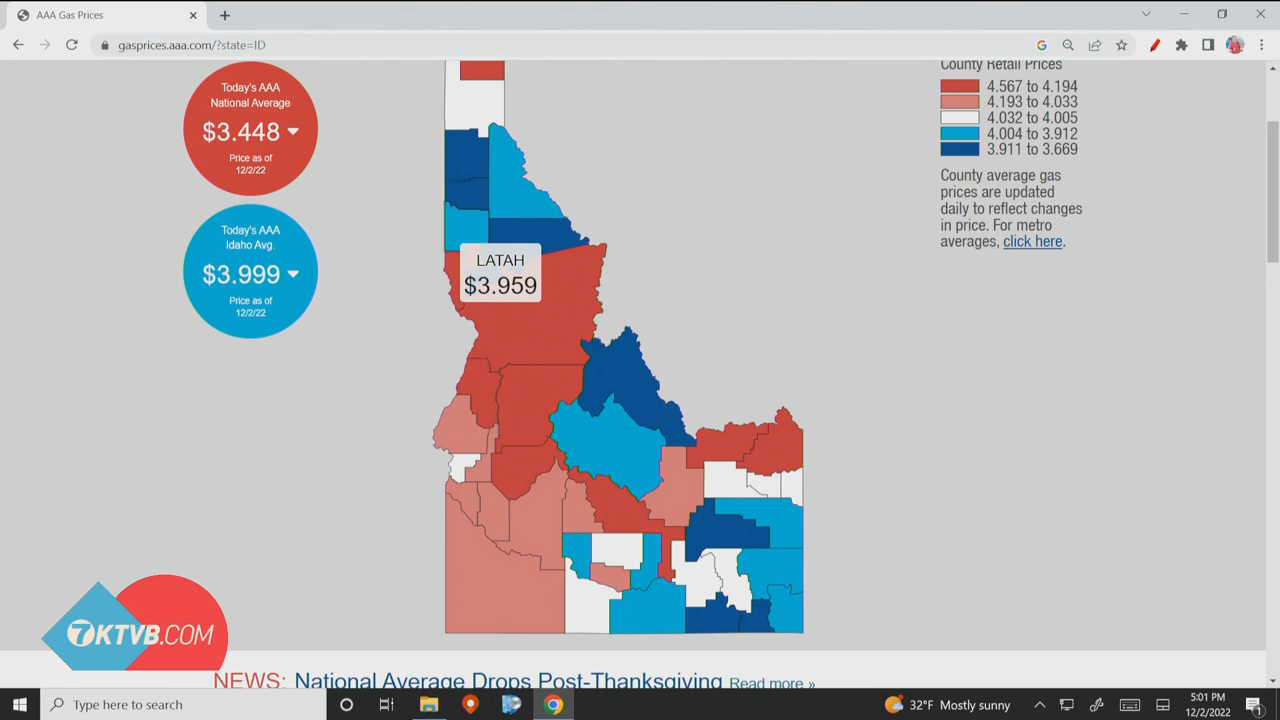 AAA Gas Prices
gasprices.aaa.com/?state=ID
Today's AAA
National Average
$3.448
Price as of
12/2/22
Today's AAA
Idaho Avg.
$3.999
Price as of
12/2/22
LATAH
$3.959
County Retail Prices
4.567 to 4.194
4.193 to 4.033
4.032 to 4.005
4.004 to 3.912
3.911 to 3.669
County average gas
prices are updated
daily to reflect changes
in price. For metro
averages, click here.
7KTVB.COM
NEWS: National Average Drops Post-Thanksgiving Read more »
Type here to search
32°F Mostly sunny
5:01 PM
12/2/2022
1